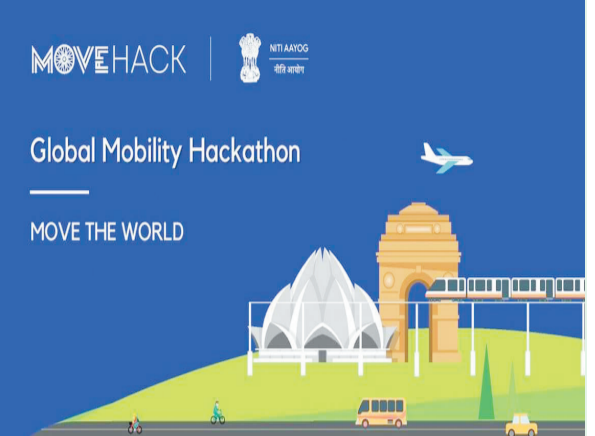 MOVEHACK
NITI AAYOG
नीति आयोग
Global Mobility Hackathon
MOVE THE WORLD